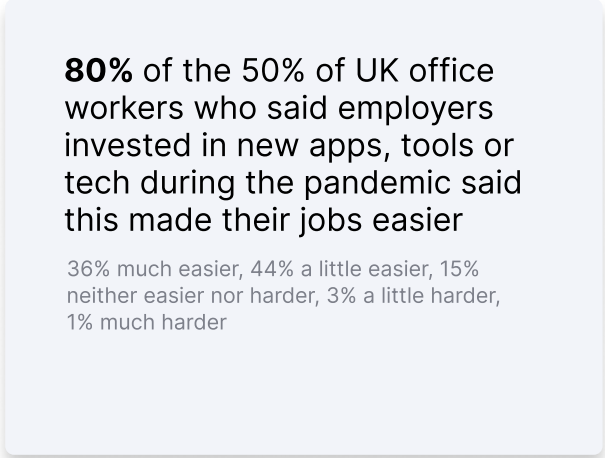 80% of the 50% of UK office
workers who said employers
invested in new apps, tools or
tech during the pandemic said
this made their jobs easier
36% much easier, 44% a little easier, 15%
neither easier nor harder, 3% a little harder,
1% much harder